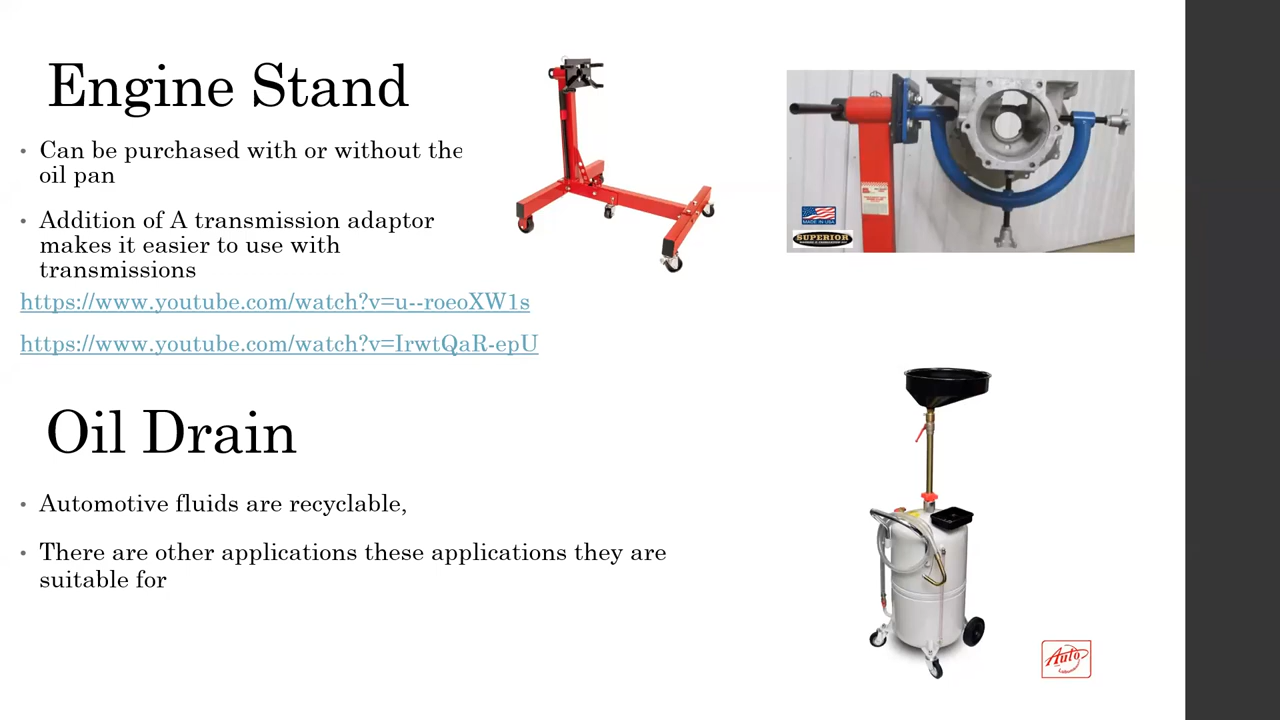 Engine Stand
• Can be purchased with or without the
oil pan
• Addition of A transmission adaptor
makes it easier to use with
transmissions
https://www.youtube.com/watch?v=u--roeoXW1s
https://www.youtube.com/watch?v=IrwtQaR-epU
MADE IN USA
SUPERIOR
Oil Drain
• Automotive fluids are recyclable,
• There are other applications these applications they are
suitable for
Auto